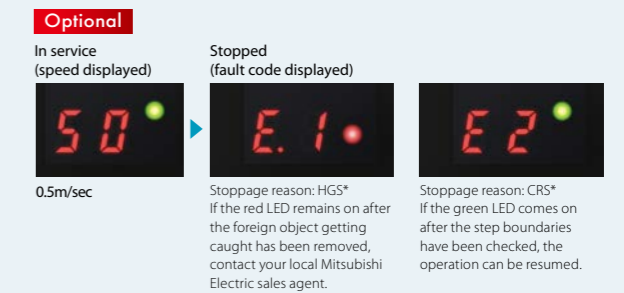 Optional
In service
(speed displayed)
Stopped
(fault code displayed)
50
E. 1
E2
0.5m/sec
Stoppage reason: HGS*
If the red LED remains on after
the foreign object getting
caught has been removed,
contact your local Mitsubishi
Electric sales agent.
Stoppage reason: CRS*
If the green LED comes on
after the step boundaries
have been checked, the
operation can be resumed.